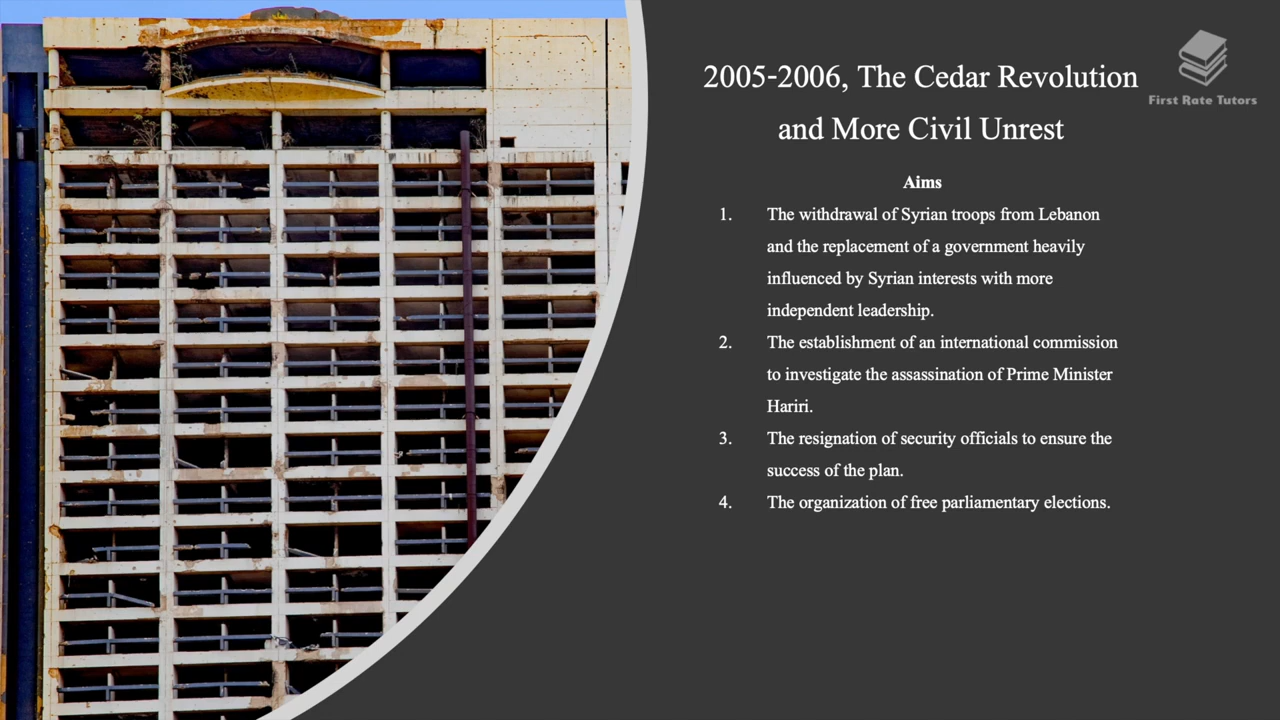 2005-2006, The Cedar Revolution
and More Civil Unrest
First Rate Tutors
Aims
1. The withdrawal of Syrian troops from Lebanon
and the replacement of a government heavily
influenced by Syrian interests with more
independent leadership.
2. The establishment of an international commission
to investigate the assassination of Prime Minister
Hariri.
3. The resignation of security officials to ensure the
success of the plan.
4. The organization of free parliamentary elections.